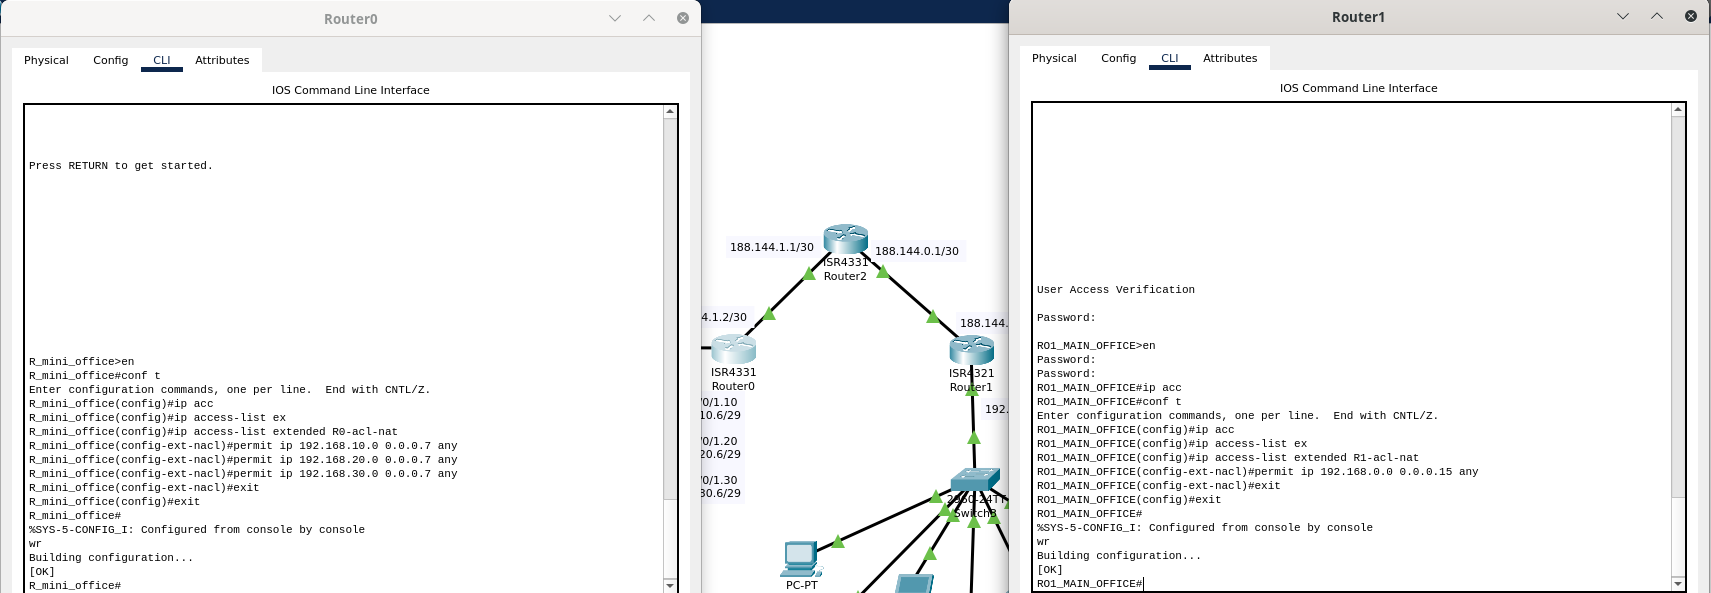 Router0
Physical Config CLI Attributes
IOS Command Line Interface
Press RETURN to get started.
R_mini_office>en
R_mini_office#conf t
Enter configuration commands, one per line.  End with CNTL/Z.
R_mini_office(config)#ip acc
R_mini_office(config)#ip access-list ex
R_mini_office(config)#ip access-list extended R0-acl-nat
R_mini_office(config-ext-nacl)#permit ip 192.168.10.0 0.0.0.7 any
R_mini_office(config-ext-nacl)#permit ip 192.168.20.0 0.0.0.7 any
R_mini_office(config-ext-nacl)#permit ip 192.168.30.0 0.0.0.7 any
R_mini_office(config-ext-nacl)#exit
R_mini_office(config)#exit
R_mini_office#
%SYS-5-CONFIG_I: Configured from console by console
wr
Building configuration...
[OK]
R_mini_office#
188.144.1.1/30
188.144.0.1/30
ISR4331
Router2
4.1.2/30
188.144.
ISR4331
Router0
ISR4321
Router1
/0/1.10
10.6/29
192.
/0/1.20
20.6/29
/0/1.30
30.6/29
2960-24TT
Switch3
PC-PT
Router1
Physical Config CLI Attributes
IOS Command Line Interface
User Access Verification
Password:
RO1_MAIN_OFFICE>en
Password:
Password:
RO1_MAIN_OFFICE#ip acc
RO1_MAIN_OFFICE#conf t
Enter configuration commands, one per line.  End with CNTL/Z.
RO1_MAIN_OFFICE(config)#ip acc
RO1_MAIN_OFFICE(config)#ip access-list ex
RO1_MAIN_OFFICE(config)#ip access-list extended R1-acl-nat
RO1_MAIN_OFFICE(config-ext-nacl)#permit ip 192.168.0.0 0.0.0.15 any
RO1_MAIN_OFFICE(config-ext-nacl)#exit
RO1_MAIN_OFFICE(config)#exit
RO1_MAIN_OFFICE#
%SYS-5-CONFIG_I: Configured from console by console
wr
Building configuration...
[OK]
RO1_MAIN_OFFICE#